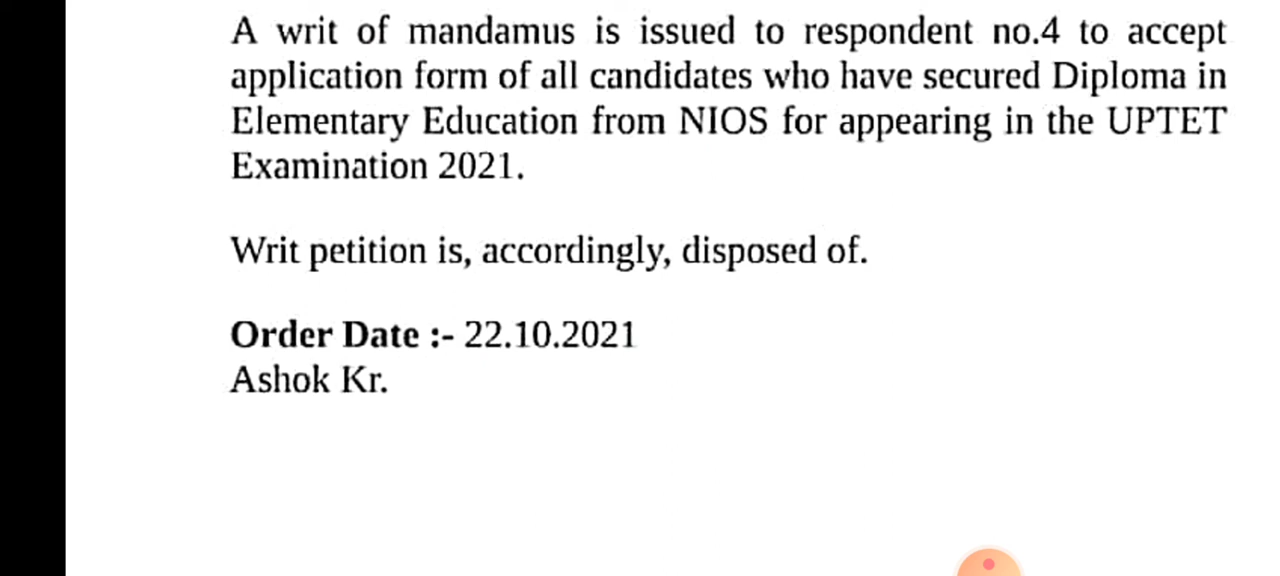 A writ of mandamus is issued to respondent no.4 to accept
application form of all candidates who have secured Diploma in
Elementary Education from NIOS for appearing in the UPTET
Examination 2021.
Writ petition is, accordingly, disposed of.
Order Date :- 22.10.2021
Ashok Kr.